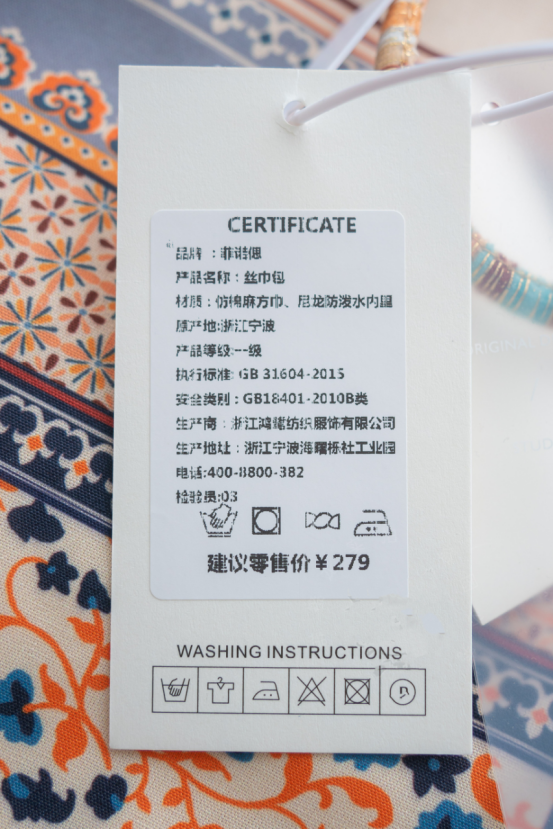 CERTIFICATE
品牌：菲诺偲
产品名称：丝巾包
材质：仿棉麻方巾、尼龙防泼水内里
原产地:浙江宁波
产品等级:一级
执行标准: GB 31604-2015
安全类别：GB18401-2010B类
生产商：浙江鸿曦纺织服饰有限公司
生产地址：浙江宁波海曙栎社工业园
电话:400-8800-382
检验员:03
建议零售价￥279
WASHING INSTRUCTIONS